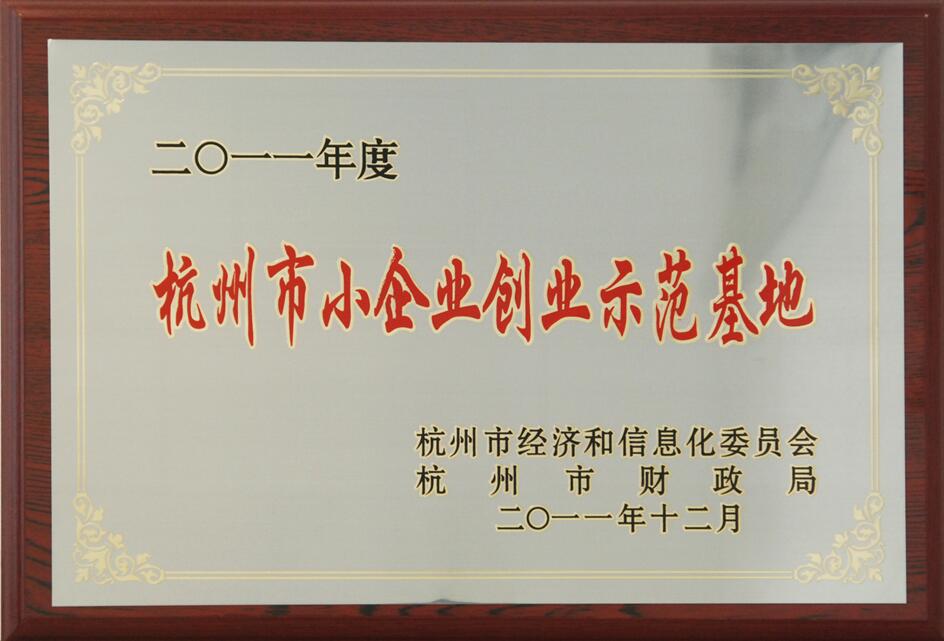 二〇一一年度
杭州市小企业创业示范基地
杭州市经济和信息化委员会
杭州市财政局
二〇一一年十二月